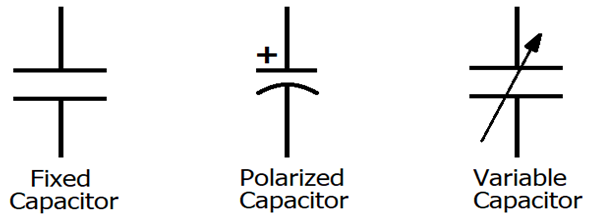 +
Fixed
Capacitor
Polarized
Capacitor
Variable
Capacitor